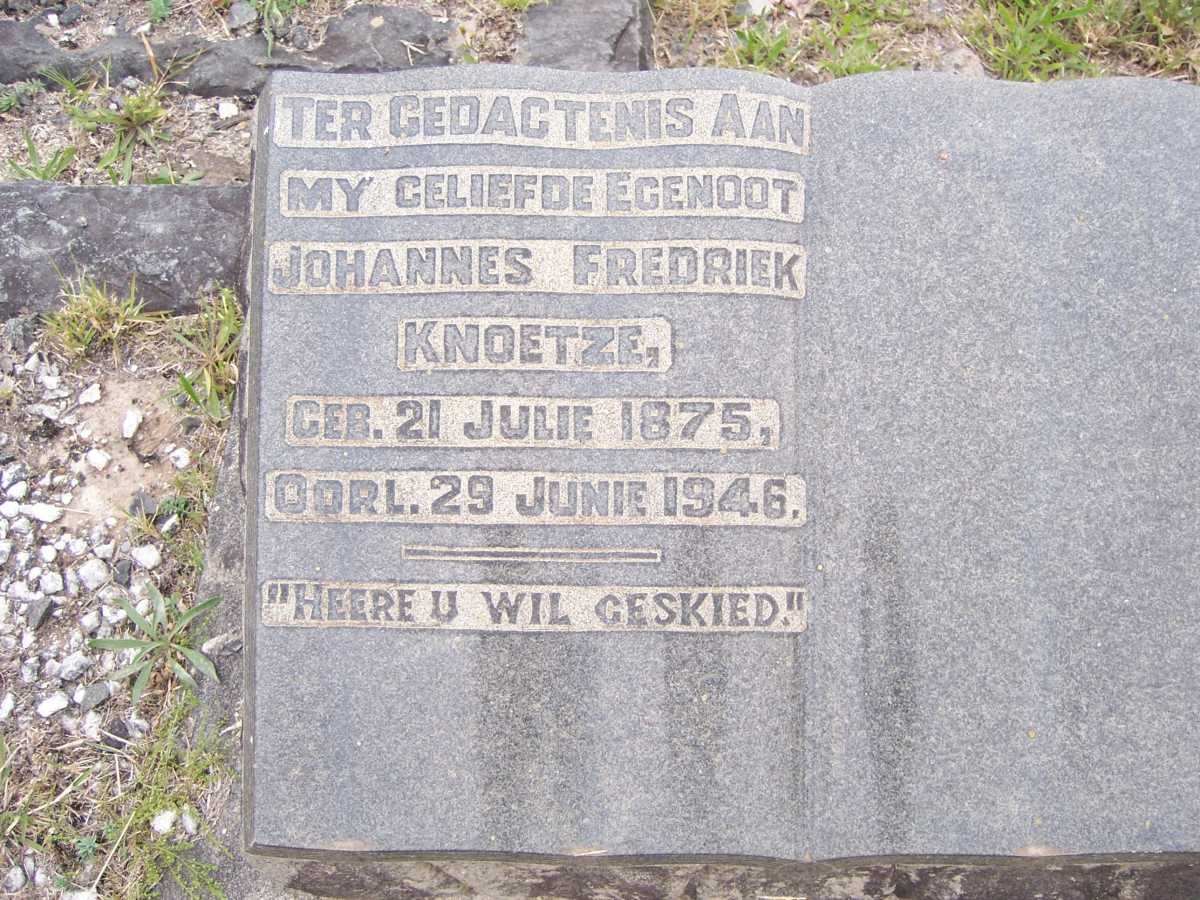 TER GEDACTENIS AAN
MY GELIEFDE EGENOOT
JOHANNES FREDRIEK
KNOETZE,
GEB. 21 JULIE 1875,
OORL. 29 JUNIE 1946.
"HEERE U WIL GESKIED."